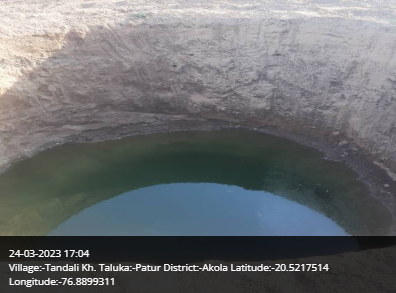 24-03-2023 17:04
Village:-Tandali Kh. Taluka:-Patur District:-Akola Latitude:-20.5217514
Longitude:-76.8899311